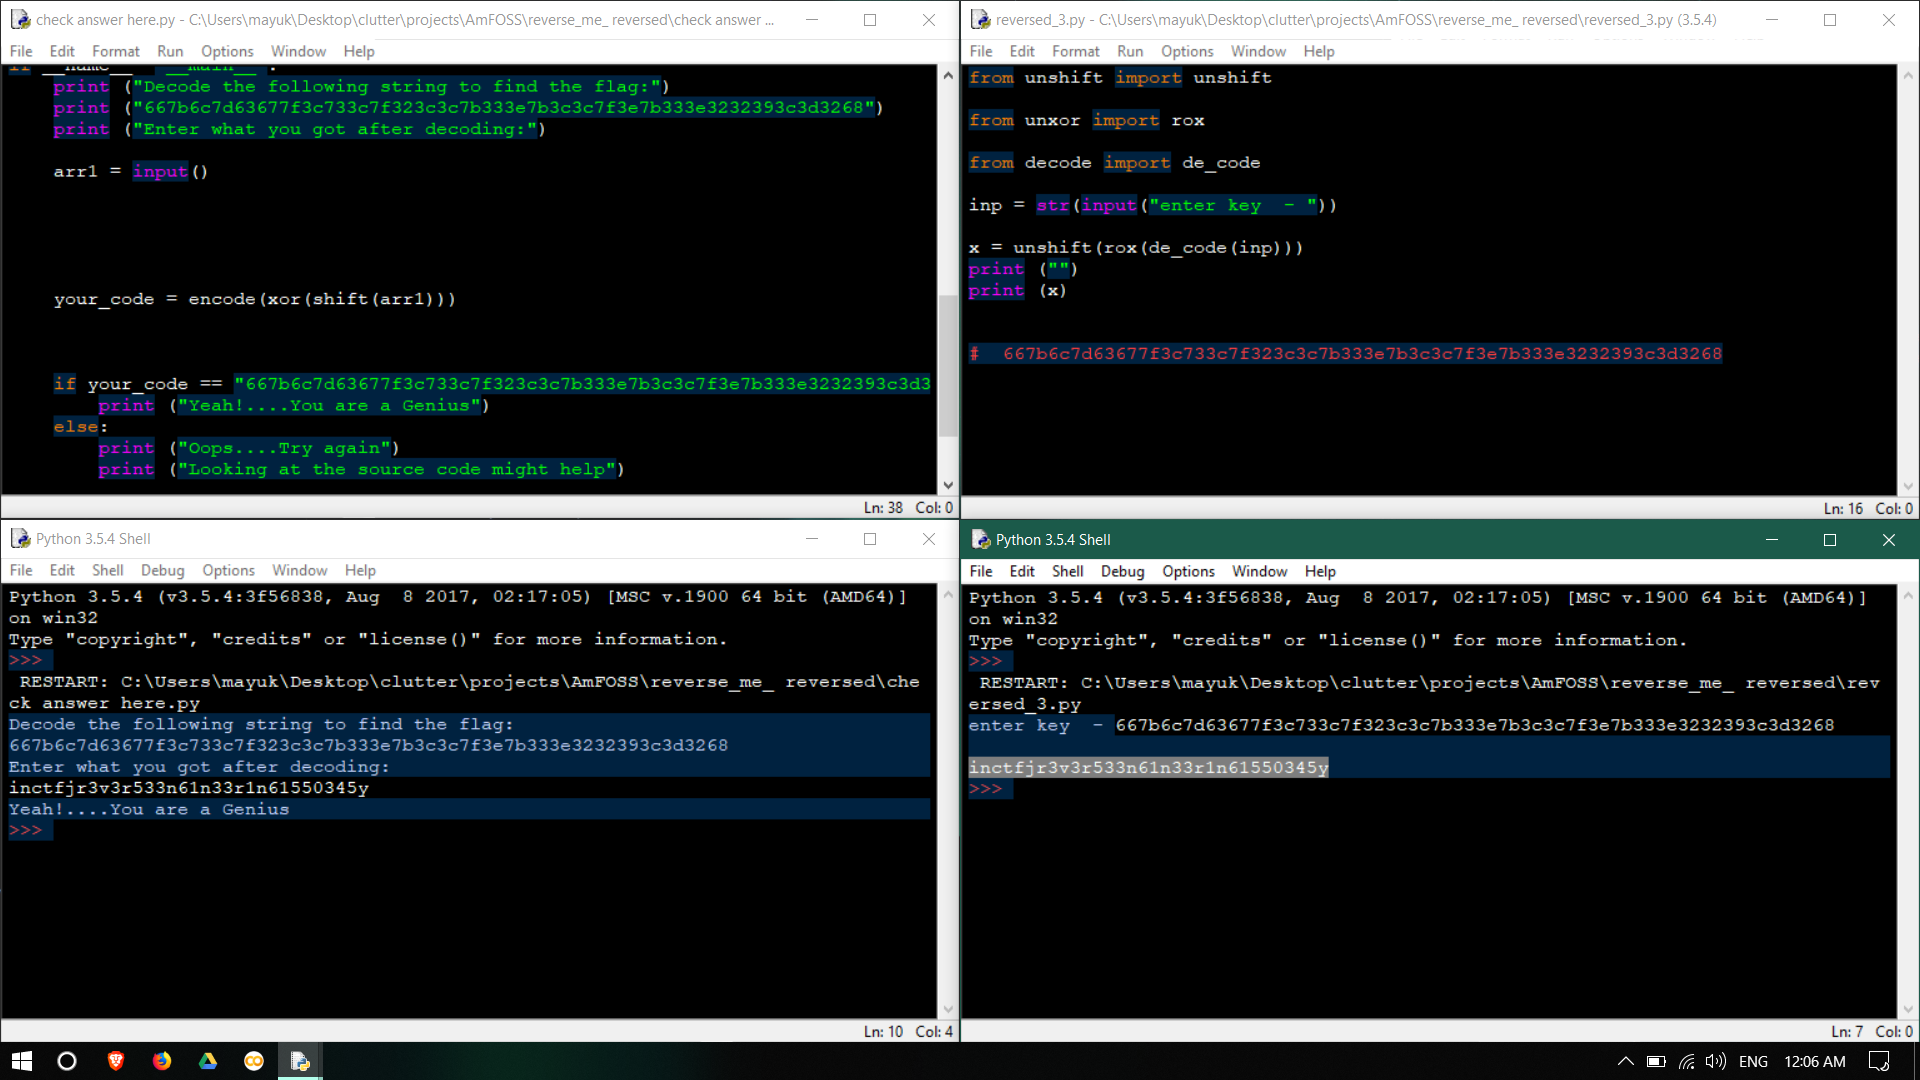 check answer here.py - C:\Users\mayuk\Desktop\clutter\projects\AmFOSS\reverse_me_ reversed\check answer ...
File Edit Format Run Options Window Help
if __name__ "__main__":
print ("Decode the following string to find the flag:")
print ("667b6c7d63677f3c733c7f323c3c7b333e7b3c3c7f3e7b333e3232393c3d3268")
print ("Enter what you got after decoding:")
arr1 = input()
your_code = encode(xor(shift(arr1)))
if your_code == "667b6c7d63677f3c733c7f323c3c7b333e7b3c3c7f3e7b333e3232393c3d3
print ("Yeah!....You are a Genius")
else:
print ("Oops....Try again")
print ("Looking at the source code might help")
Ln: 38 Col: 0
reversed_3.py - C:\Users\mayuk\Desktop\clutter\projects\AmFOSS\reverse_me_ reversed\reversed_3.py (3.5.4)
File Edit Format Run Options Window Help
from unshift import unshift
from unxor import rox
from decode import de_code
inp = str(input("enter key  - "))
x = unshift(rox(de_code(inp)))
print ("")
print (x)
#  667b6c7d63677f3c733c7f323c3c7b333e7b3c3c7f3e7b333e3232393c3d3268
Ln: 16 Col: 0
Python 3.5.4 Shell
File Edit Shell Debug Options Window Help
Python 3.5.4 (v3.5.4:3f56838, Aug  8 2017, 02:17:05) [MSC v.1900 64 bit (AMD64)]
on win32
Type "copyright", "credits" or "license()" for more information.
>>>
RESTART: C:\Users\mayuk\Desktop\clutter\projects\AmFOSS\reverse_me_ reversed\che
ck answer here.py
Decode the following string to find the flag:
667b6c7d63677f3c733c7f323c3c7b333e7b3c3c7f3e7b333e3232393c3d3268
Enter what you got after decoding:
inctfjr3v3r533n61n33r1n61550345y
Yeah!....You are a Genius
>>>
Ln: 10 Col: 4
Python 3.5.4 Shell
File Edit Shell Debug Options Window Help
Python 3.5.4 (v3.5.4:3f56838, Aug  8 2017, 02:17:05) [MSC v.1900 64 bit (AMD64)]
on win32
Type "copyright", "credits" or "license()" for more information.
>>>
RESTART: C:\Users\mayuk\Desktop\clutter\projects\AmFOSS\reverse_me_ reversed\rev
ersed_3.py
enter key  - 667b6c7d63677f3c733c7f323c3c7b333e7b3c3c7f3e7b333e3232393c3d3268
inctfjr3v3r533n61n33r1n61550345y
>>>
Ln: 7 Col: 0
ENG 12:06 AM